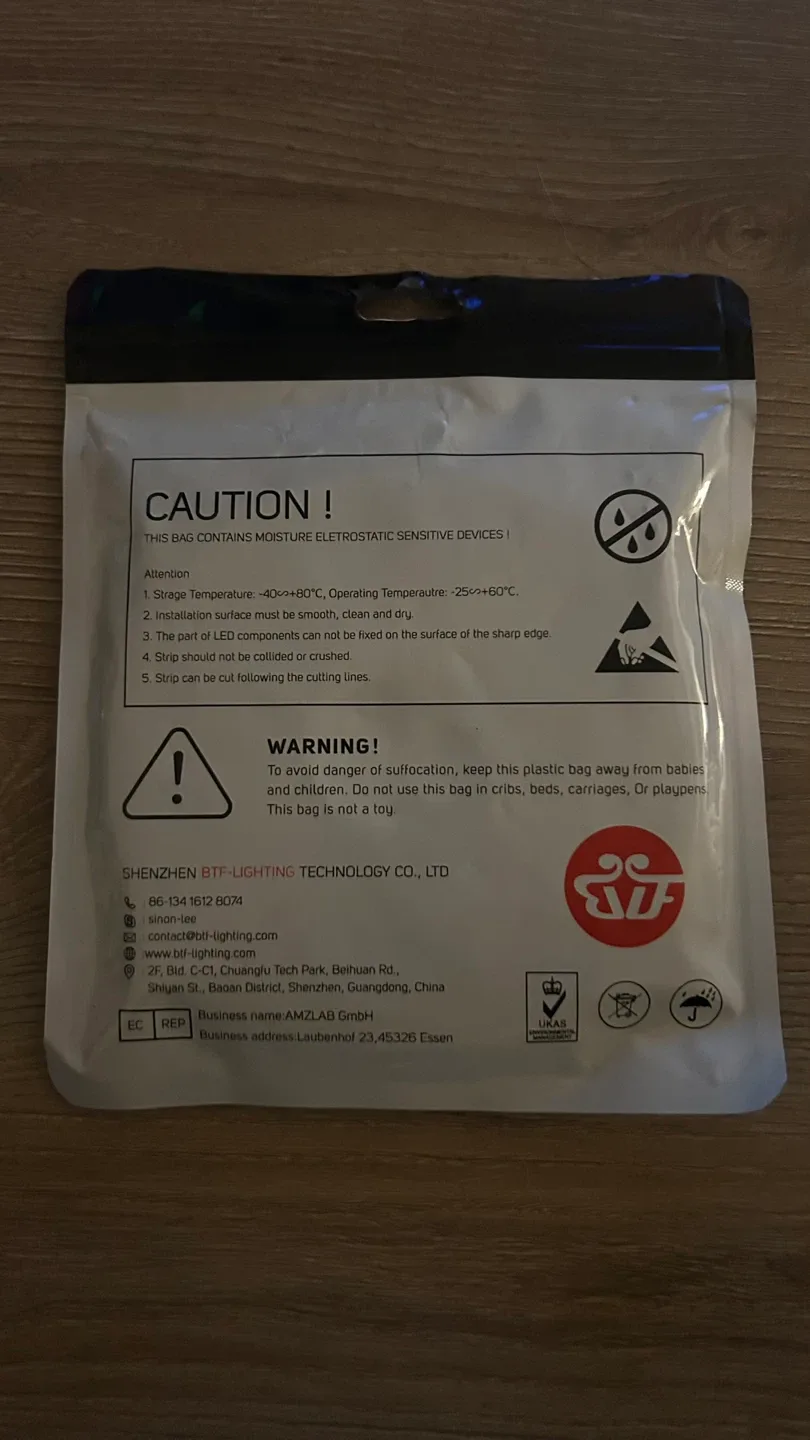 CAUTION !
THIS BAG CONTAINS MOISTURE ELETROSTATIC SENSITIVE DEVICES !
Attention
1. Strage Temperature: -40∽+80°C, Operating Temperautre: -25∽+60°C.
2. Installation surface must be smooth, clean and dry.
3. The part of LED components can not be fixed on the surface of the sharp edge.
4. Strip should not be collided or crushed.
5. Strip can be cut following the cutting lines.
WARNING!
To avoid danger of suffocation, keep this plastic bag away from babies
and children. Do not use this bag in cribs, beds, carriages, Or playpens.
This bag is not a toy.
SHENZHEN BTF-LIGHTING TECHNOLOGY CO., LTD
86-134 1612 8074
sinon-lee
contact@btf-lighting.com
www.btf-lighting.com
2F, Bld. C-C1, Chuangfu Tech Park, Beihuan Rd.,
Shiyan St., Baoan District, Shenzhen, Guangdong, China
EC REP
Business name:AMZLAB GmbH
Business address:Laubenhof 23,45326 Essen
BTF
UKAS
ENVIRONMENTAL
MANAGEMENT